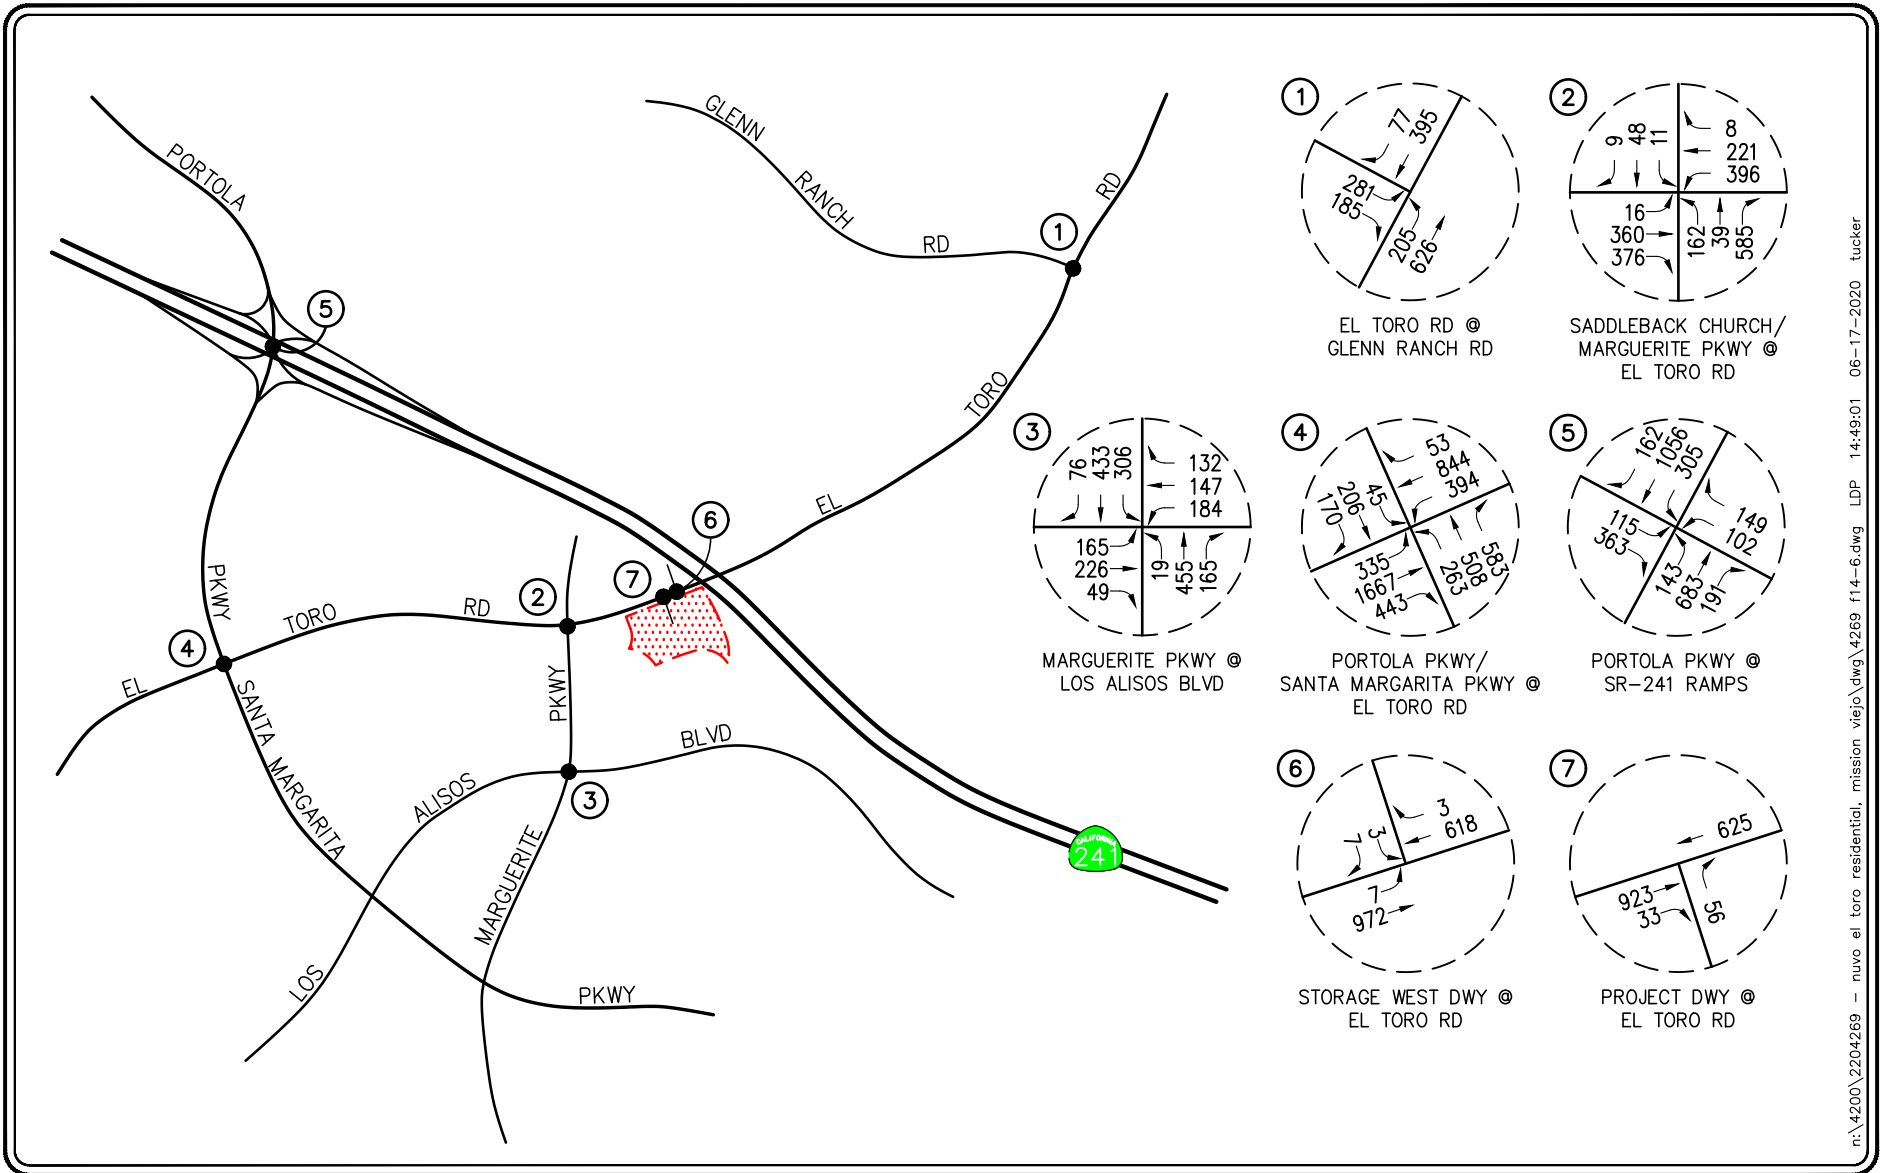 PORTOLA
PKWY
GLENN
RANCH
RD
RD
TORO
EL
EL
TORO
RD
PKWY
SANTA
MARGARITA
PKWY
LOS
ALISOS
BLVD
MARGUERITE
CALIFORNIA
241
1
2
3
4
5
6
7
1
77
395
281
185
205
626
EL TORO RD @
GLENN RANCH RD
2
9
48
11
8
221
396
16
360
376
162
39
585
SADDLEBACK CHURCH/
MARGUERITE PKWY @
EL TORO RD
3
76
433
306
132
147
184
165
226
49
19
455
165
MARGUERITE PKWY @
LOS ALISOS BLVD
4
53
844
394
45
206
170
335
1667
443
583
508
263
PORTOLA PKWY/
SANTA MARGARITA PKWY @
EL TORO RD
5
162
1056
305
149
102
115
363
143
683
191
PORTOLA PKWY @
SR-241 RAMPS
6
3
618
3
7
7
972
STORAGE WEST DWY @
EL TORO RD
7
625
923
33
56
PROJECT DWY @
EL TORO RD
n:\4200\2204269 - nuvo el toro residential, mission viejo\dwg\4269 f14-6.dwg LDP 14:49:01 06-17-2020 tucker